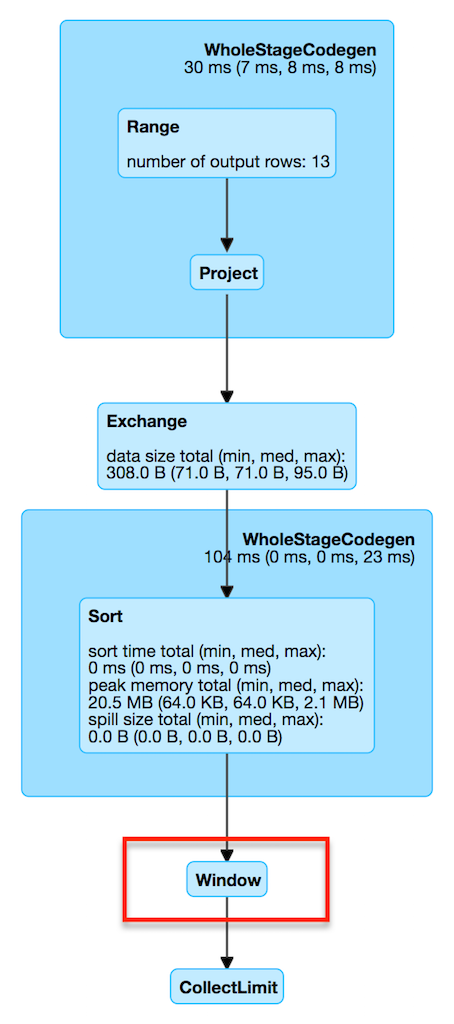 WholeStageCodegen
30 ms (7 ms, 8 ms, 8 ms)
Range
number of output rows: 13
Project
Exchange
data size total (min, med, max):
308.0 B (71.0 B, 71.0 B, 95.0 B)
WholeStageCodegen
104 ms (0 ms, 0 ms, 23 ms)
Sort
sort time total (min, med, max):
0 ms (0 ms, 0 ms, 0 ms)
peak memory total (min, med, max):
20.5 MB (64.0 KB, 64.0 KB, 2.1 MB)
spill size total (min, med, max):
0.0 B (0.0 B, 0.0 B, 0.0 B)
Window
CollectLimit